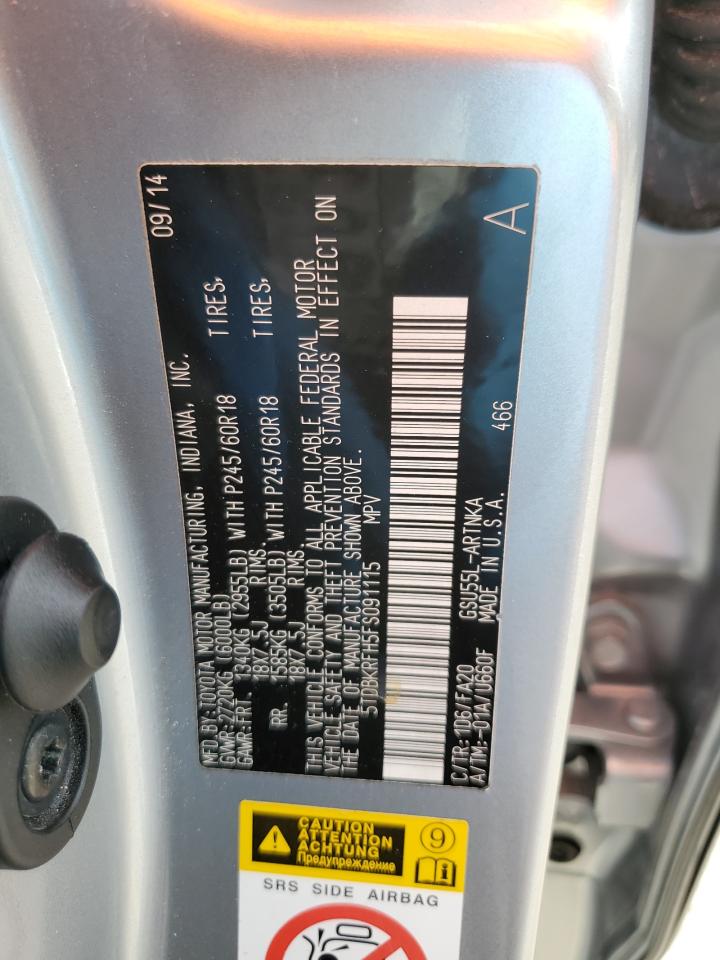 MFD.BY:TOYOTA MOTOR MANUFACTURING, INDIANA, INC. 09/14
GVWR:2720KG (6000LB)
GAWR:FRT 1340KG (2955LB) WITH P245/60R18 TIRES,
18X7.5J RIMS,
RR. 1585KG (3505LB) WITH P245/60R18 TIRES,
18X7.5J RIMS
THIS VEHICLE CONFORMS TO ALL APPLICABLE FEDERAL MOTOR
VEHICLE SAFETY AND THEFT PREVENTION STANDARDS IN EFFECT ON
THE DATE OF MANUFACTURE SHOWN ABOVE.
5TDBKRFH5FS091115 MPV
C/TR:1D6/FA20 GSU55L-ARTNKA 466 A
A/TM:-01A/U660F MADE IN U.S.A.
CAUTION
ATTENTION
ACHTUNG
Предупреждение
9
SRS SIDE AIRBAG